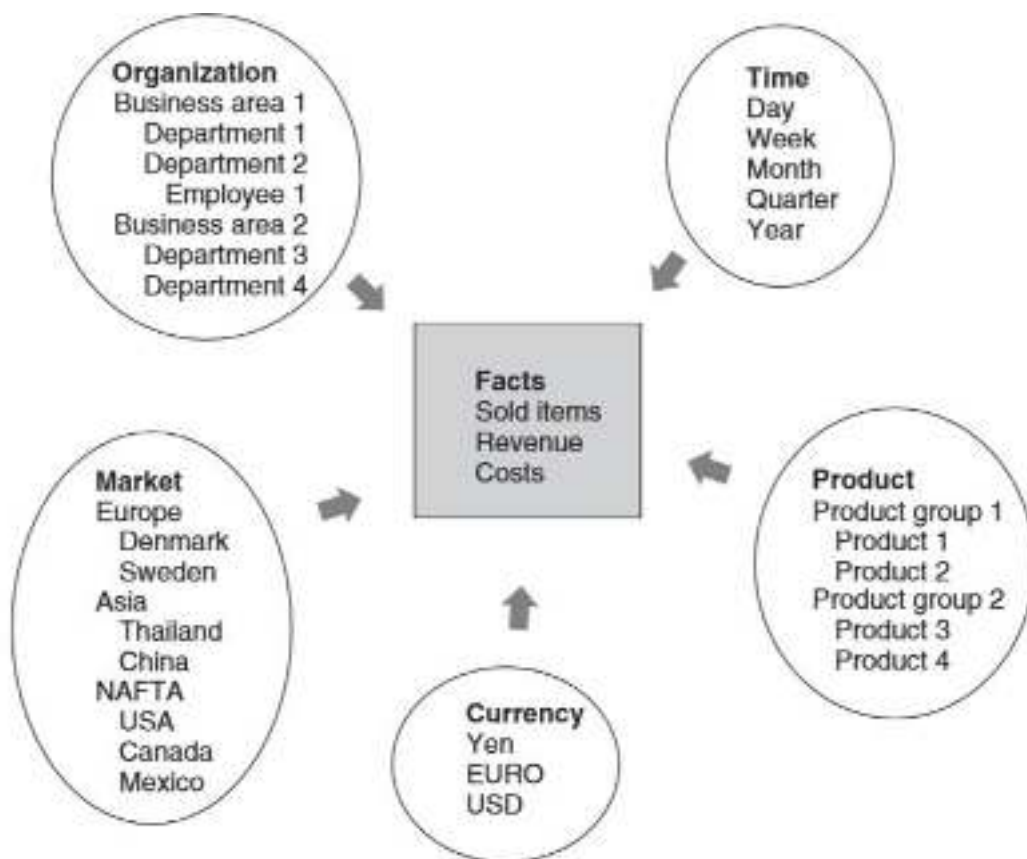 Organization
Business area 1
Department 1
Department 2
Employee 1
Business area 2
Department 3
Department 4
Time
Day
Week
Month
Quarter
Year
Facts
Sold items
Revenue
Costs
Market
Europe
Denmark
Sweden
Asia
Thailand
China
NAFTA
USA
Canada
Mexico
Product
Product group 1
Product 1
Product 2
Product group 2
Product 3
Product 4
Currency
Yen
EURO
USD